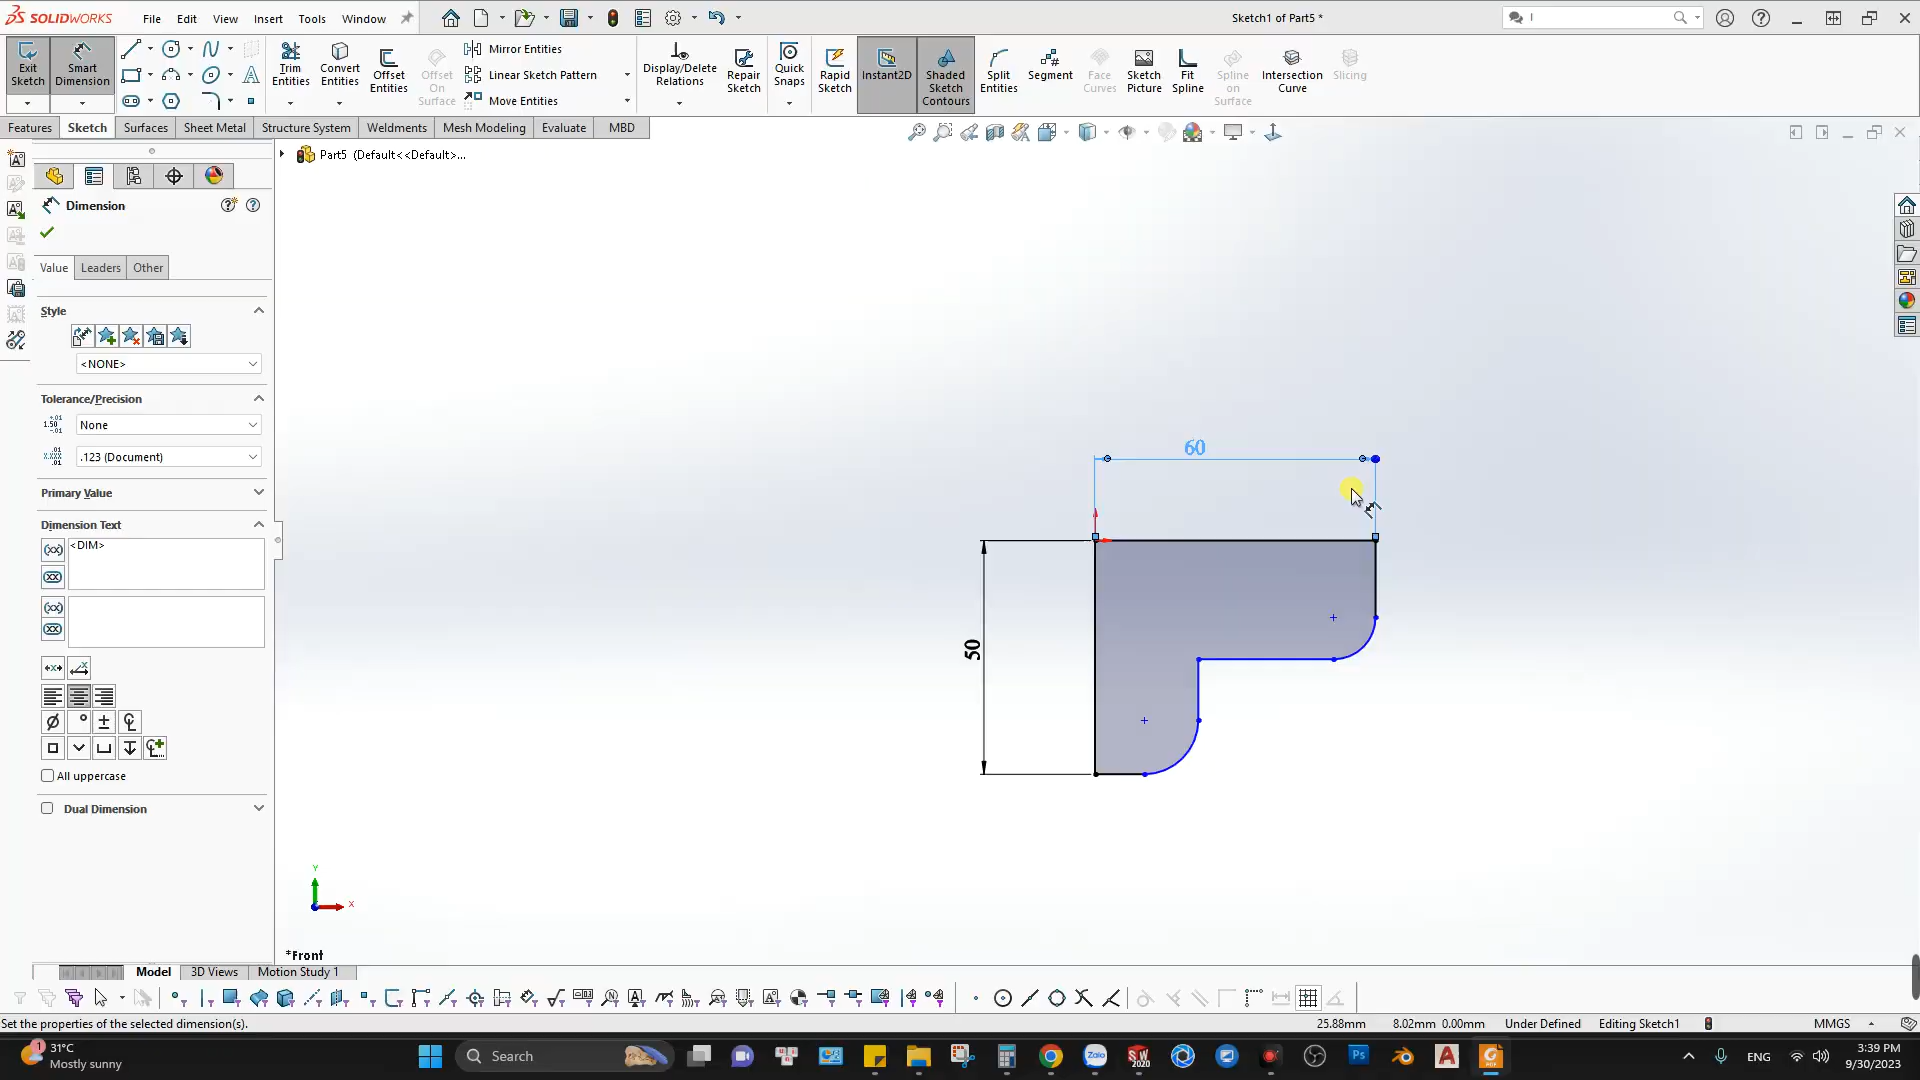 SOLIDWORKS
File
Edit
View
Insert
Tools
Window
Sketch1 of Part5 *
I
Exit Sketch
Smart Dimension
Trim Entities
Convert Entities
Offset Entities
Offset On Surface
Mirror Entities
Linear Sketch Pattern
Move Entities
Display/Delete Relations
Repair Sketch
Quick Snaps
Rapid Sketch
Instant2D
Shaded Sketch Contours
Split Entities
Segment
Face Curves
Sketch Picture
Fit Spline
Spline on Surface
Intersection Curve
Slicing
Features
Sketch
Surfaces
Sheet Metal
Structure System
Weldments
Mesh Modeling
Evaluate
MBD
Part5 (Default<<Default>...
Dimension
Value
Leaders
Other
Style
<NONE>
Tolerance/Precision
None
.123 (Document)
Primary Value
Dimension Text
<DIM>
All uppercase
Dual Dimension
60
50
Y
X
*Front
Model
3D Views
Motion Study 1
Set the properties of the selected dimension(s).
25.88mm
8.02mm
0.00mm
Under Defined
Editing Sketch1
MMGS
31°C
Mostly sunny
Search
ENG
3:39 PM
9/30/2023